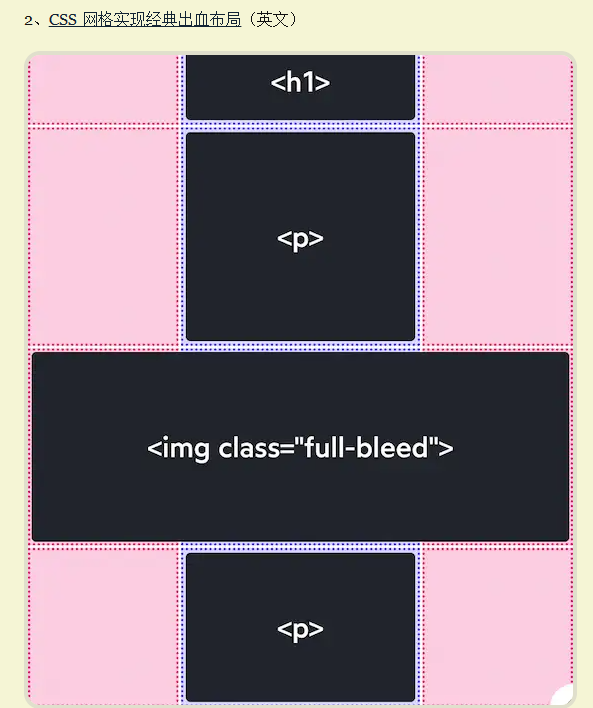 2、CSS 网格实现经典出血布局（英文）
<h1>
<p>
<img class="full-bleed">
<p>